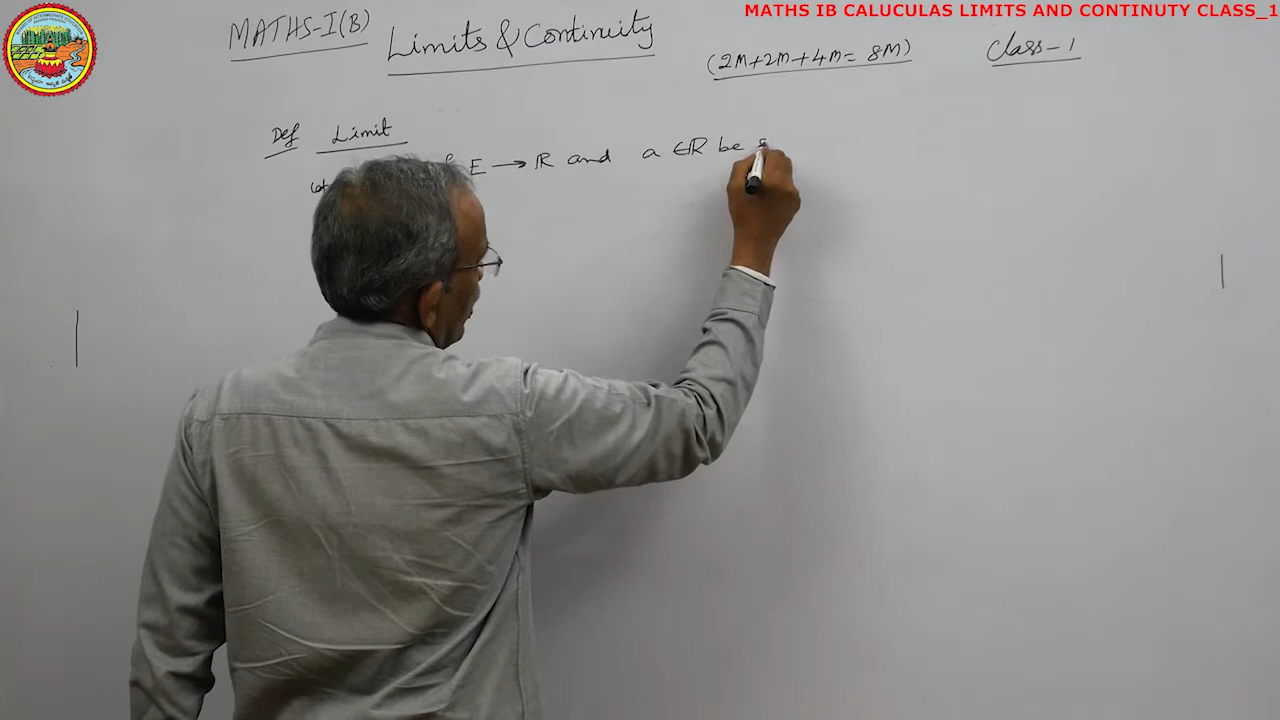 MATHS IB CALUCULAS LIMITS AND CONTINUTY CLASS_1
MATHS-I(B) Limits & Continuity (2M+2M+4M= 8M) Class-1
Def Limit
E → ℝ and a ∈ℝ be